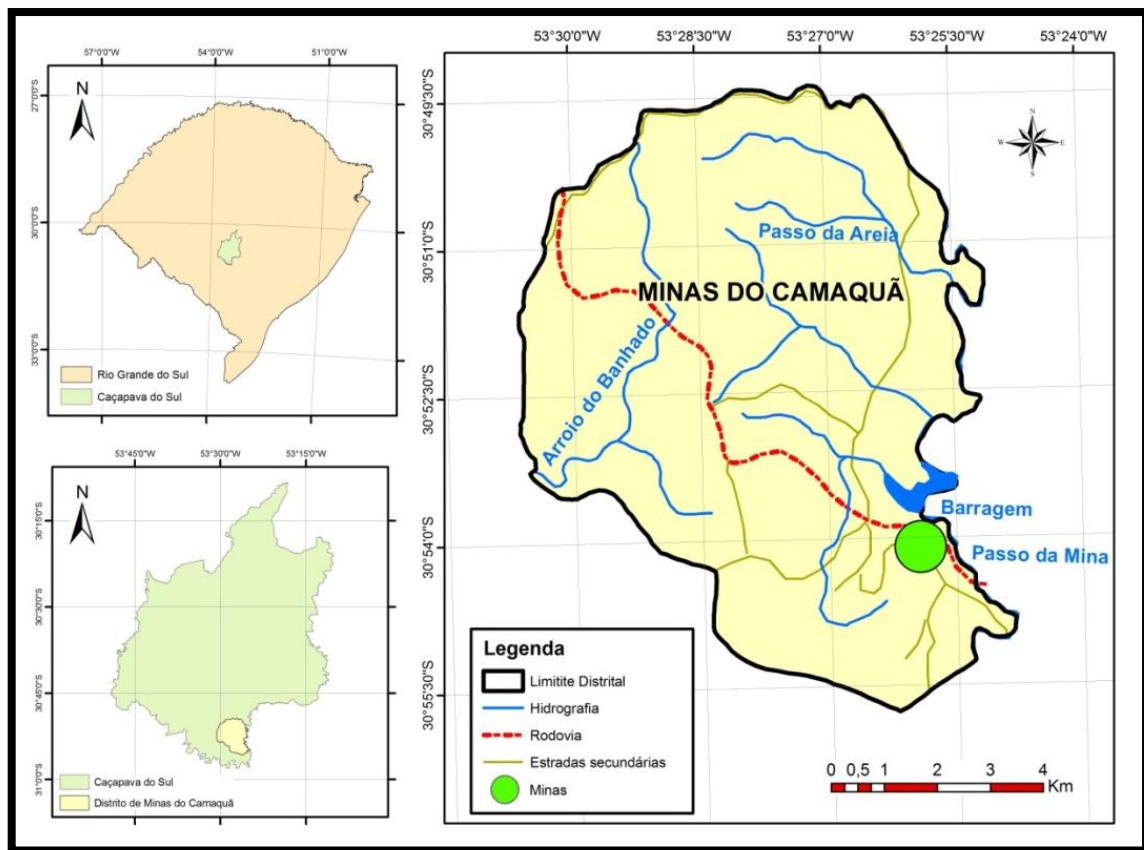 57°0'0"W 54°0'0"W 51°0'0"W
N
27°0'0"S
30°0'0"S
33°0'0"S
Rio Grande do Sul
Caçapava do Sul
53°45'0"W 53°30'0"W 53°15'0"W
N
30°15'0"S
30°30'0"S
30°45'0"S
31°0'0"S
Caçapava do Sul
Distrito de Minas do Camaquã
53°30'0"W 53°28'30"W 53°27'0"W 53°25'30"W 53°24'0"W
30°49'30"S
30°51'0"S
30°52'30"S
30°54'0"S
30°55'30"S
N
W E
S
Passo da Areia
MINAS DO CAMAQUÃ
Arroio do Banhado
Barragem
Passo da Mina
Legenda
Limitite Distrital
Hidrografia
Rodovia
Estradas secundárias
Minas
0 0,5 1 2 3 4
Km